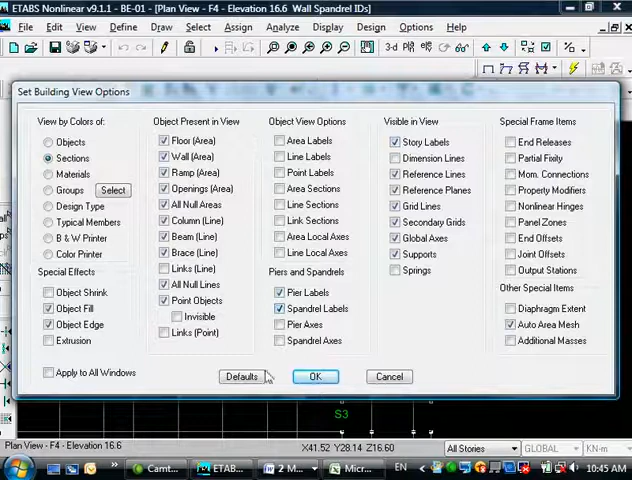 ETABS Nonlinear v9.1.1 - BE-01 - [Plan View - F4 - Elevation 16.6 Wall Spandrel IDs]
File Edit View Define Draw Select Assign Analyze Display Design Options Help
3-d
Set Building View Options
View by Colors of:
Objects
Sections
Materials
Groups Select
Design Type
Typical Members
B & W Printer
Color Printer
Special Effects
Object Shrink
Object Fill
Object Edge
Extrusion
Apply to All Windows
Object Present in View
Floor (Area)
Wall (Area)
Ramp (Area)
Openings (Area)
All Null Areas
Column (Line)
Beam (Line)
Brace (Line)
Links (Line)
All Null Lines
Point Objects
Invisible
Links (Point)
Object View Options
Area Labels
Line Labels
Point Labels
Area Sections
Line Sections
Link Sections
Area Local Axes
Line Local Axes
Piers and Spandrels
Pier Labels
Spandrel Labels
Pier Axes
Spandrel Axes
Visible in View
Story Labels
Dimension Lines
Reference Lines
Reference Planes
Grid Lines
Secondary Grids
Global Axes
Supports
Springs
Special Frame Items
End Releases
Partial Fixity
Mom. Connections
Property Modifiers
Nonlinear Hinges
Panel Zones
End Offsets
Joint Offsets
Output Stations
Other Special Items
Diaphragm Extent
Auto Area Mesh
Additional Masses
Defaults OK Cancel
S3
Plan View - F4 - Elevation 16.6 X41.52 Y28.14 Z16.60 All Stories GLOBAL KN-m
Camt... ETAB... 2 M... Micr... EN 10:45 AM